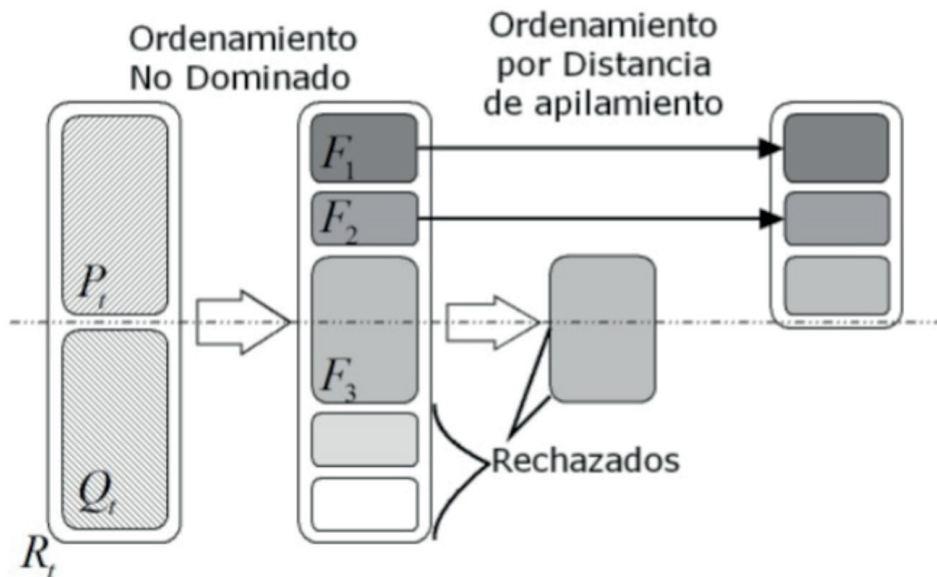 Ordenamiento
No Dominado
Ordenamiento
por Distancia
de apilamiento
F₁
F₂
Pₜ
F₃
Qₜ
Rechazados
Rₜ